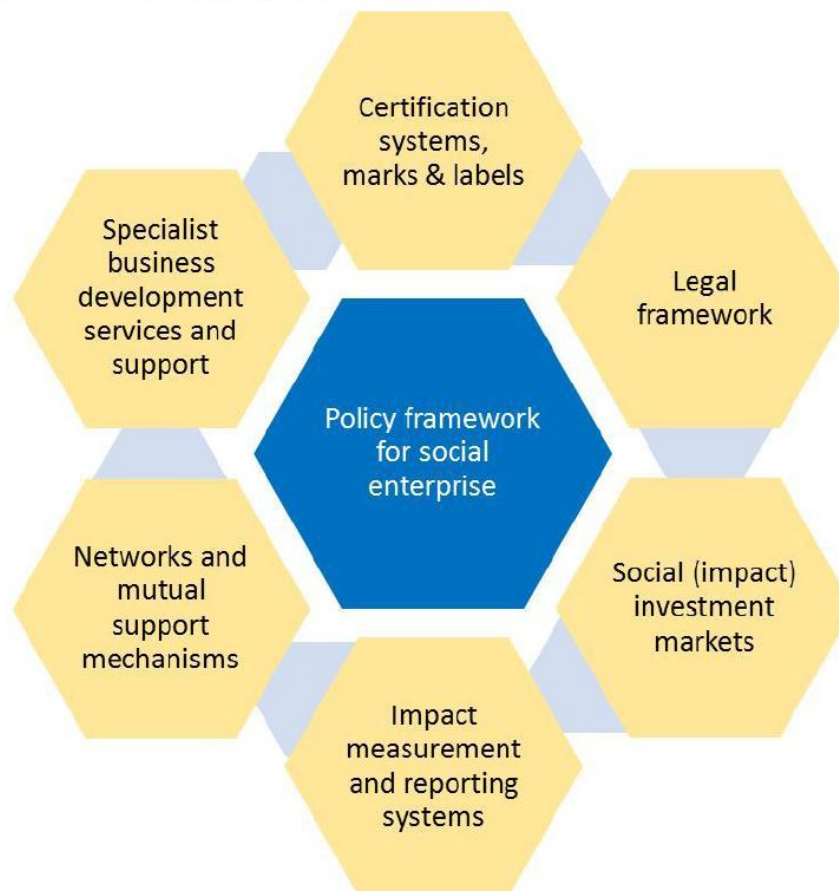 Certification
systems,
marks & labels
Legal
framework
Social (impact)
investment
markets
Impact
measurement
and reporting
systems
Networks and
mutual
support
mechanisms
Specialist
business
development
services and
support
Policy framework
for social
enterprise